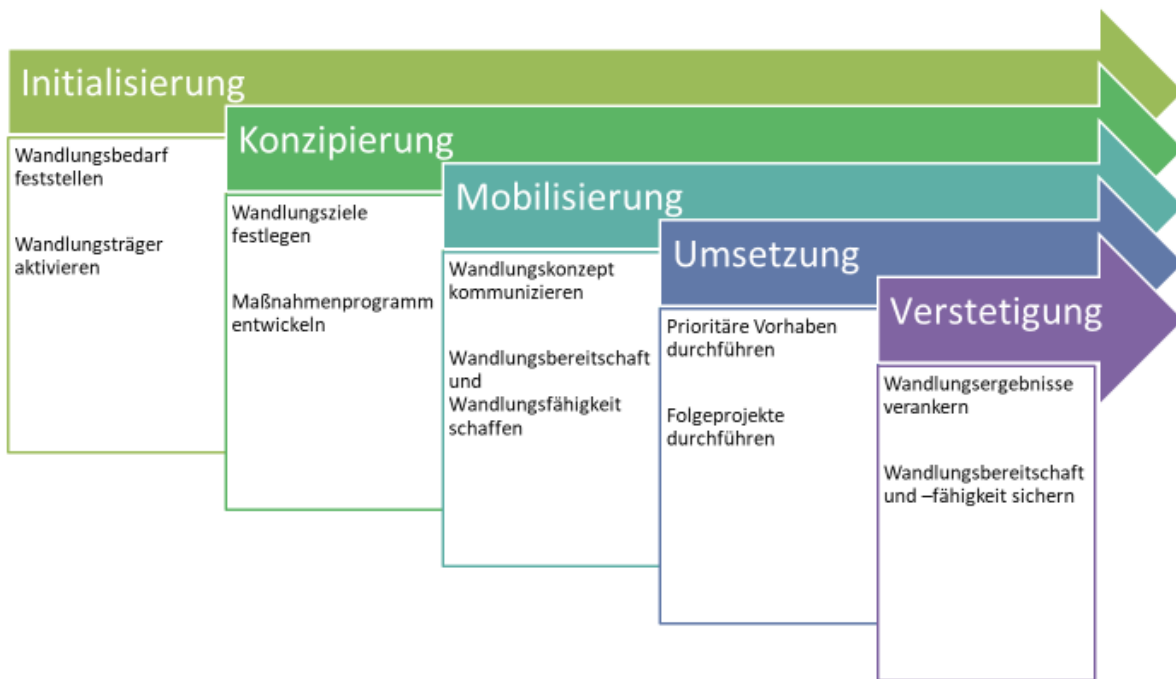 Initialisierung
Wandlungsbedarf
feststellen
Wandlungsträger
aktivieren
Konzipierung
Wandlungsziele
festlegen
Maßnahmenprogramm
entwickeln
Mobilisierung
Wandlungskonzept
kommunizieren
Wandlungsbereitschaft
und
Wandlungsfähigkeit
schaffen
Umsetzung
Prioritäre Vorhaben
durchführen
Folgeprojekte
durchführen
Verstetigung
Wandlungsergebnisse
verankern
Wandlungsbereitschaft
und –fähigkeit sichern